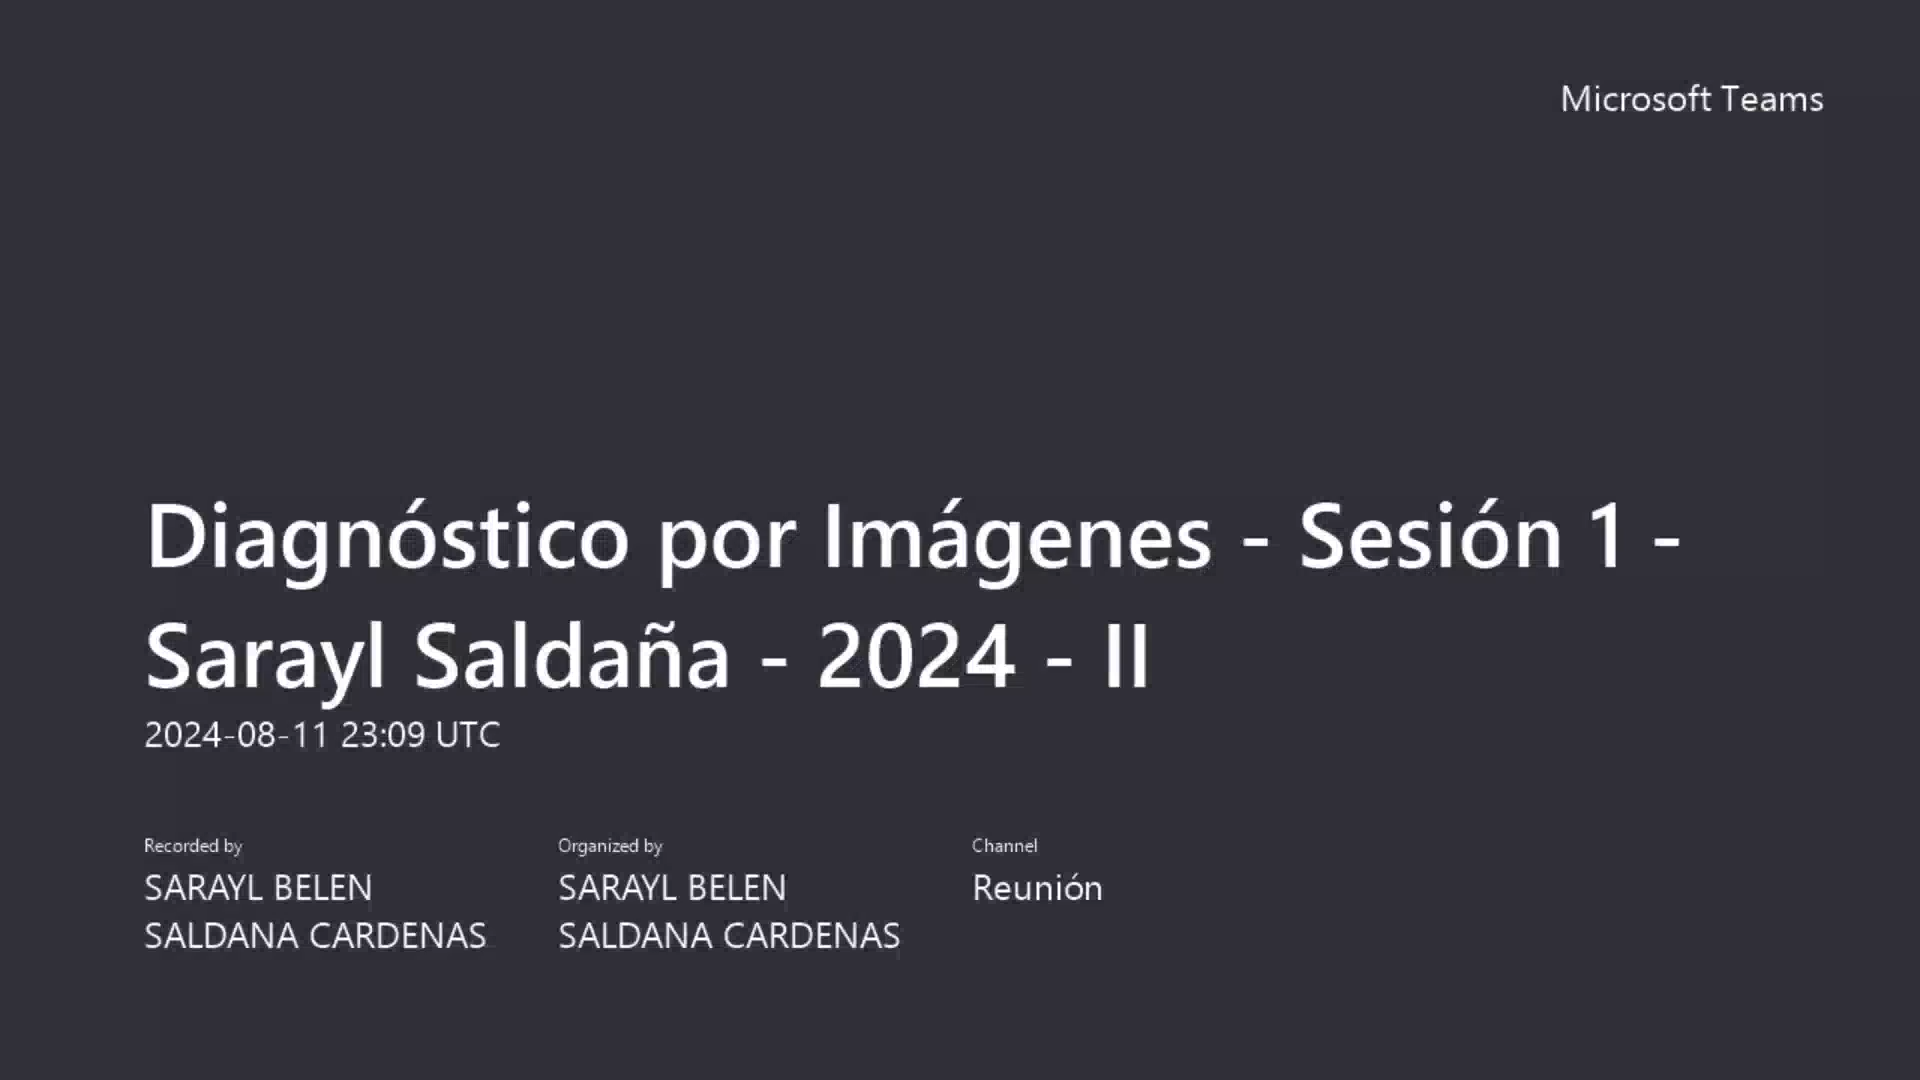 Microsoft Teams
Diagnóstico por Imágenes - Sesión 1 -
Sarayl Saldaña - 2024 - II
2024-08-11 23:09 UTC
Recorded by
SARAYL BELEN
SALDANA CARDENAS
Organized by
SARAYL BELEN
SALDANA CARDENAS
Channel
Reunión